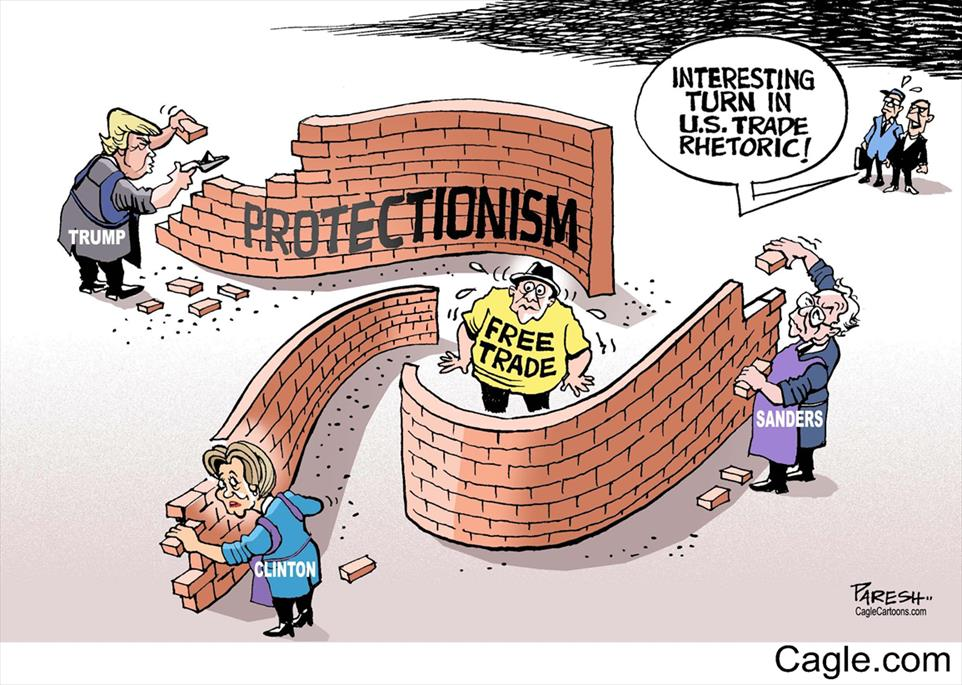 INTERESTING
TURN IN
U.S. TRADE
RHETORIC!
TRUMP
PROTECTIONISM
FREE
TRADE
SANDERS
CLINTON
PARESH
CagleCartoons.com
Cagle.com